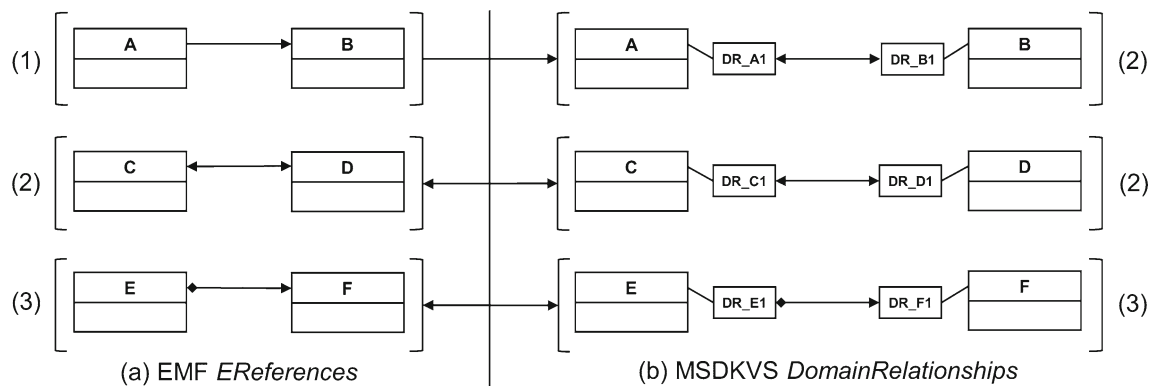 (1) A B A DR_A1 DR_B1 B (2)
(2) C D C DR_C1 DR_D1 D (2)
(3) E F E DR_E1 DR_F1 F (3)
(a) EMF EReferences (b) MSDKVS DomainRelationships